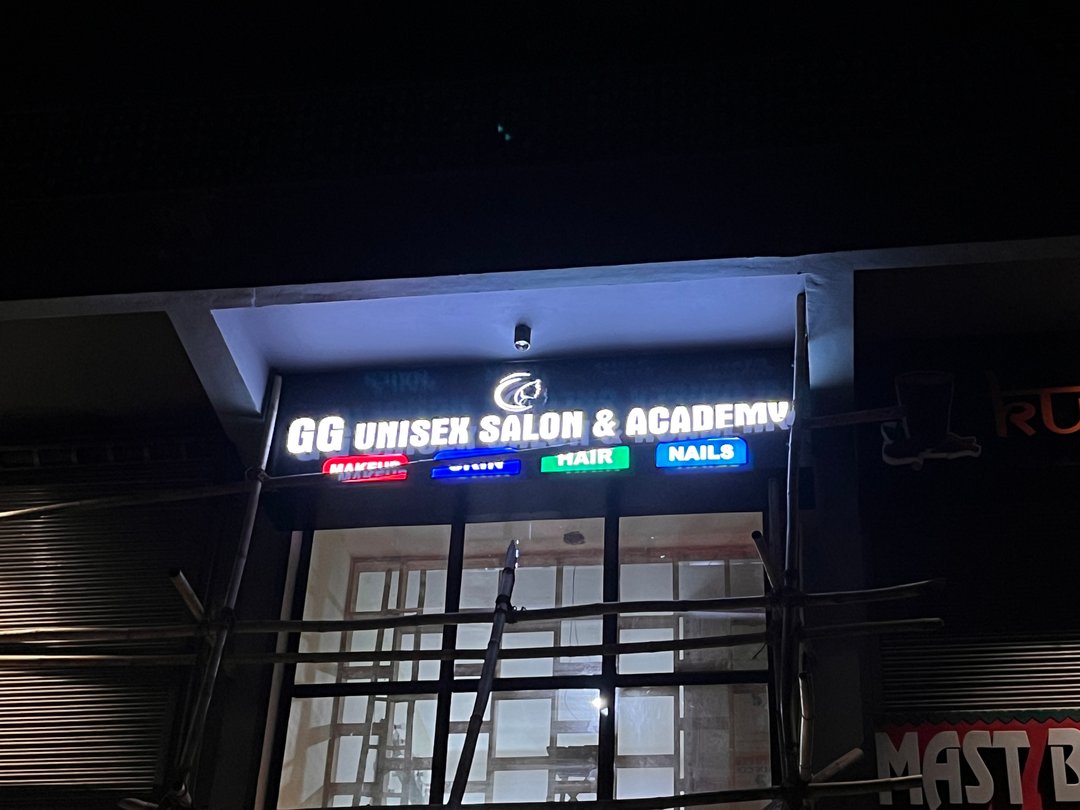 GG UNISEX SALON & ACADEMY
MAKEUP SKIN HAIR NAILS
MAST